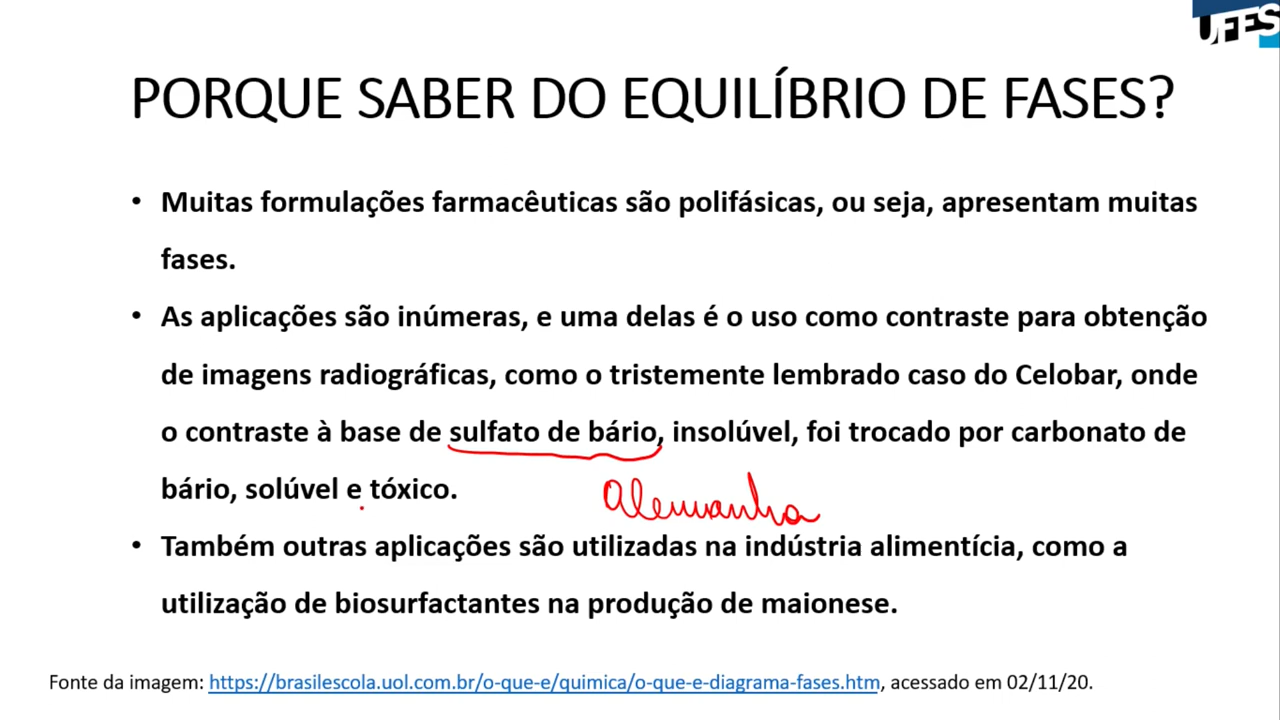 UFES
PORQUE SABER DO EQUILÍBRIO DE FASES?
• Muitas formulações farmacêuticas são polifásicas, ou seja, apresentam muitas
fases.
• As aplicações são inúmeras, e uma delas é o uso como contraste para obtenção
de imagens radiográficas, como o tristemente lembrado caso do Celobar, onde
o contraste à base de sulfato de bário, insolúvel, foi trocado por carbonato de
bário, solúvel e tóxico.
Alemanha
• Também outras aplicações são utilizadas na indústria alimentícia, como a
utilização de biosurfactantes na produção de maionese.
Fonte da imagem: https://brasilescola.uol.com.br/o-que-e/quimica/o-que-e-diagrama-fases.htm, acessado em 02/11/20.